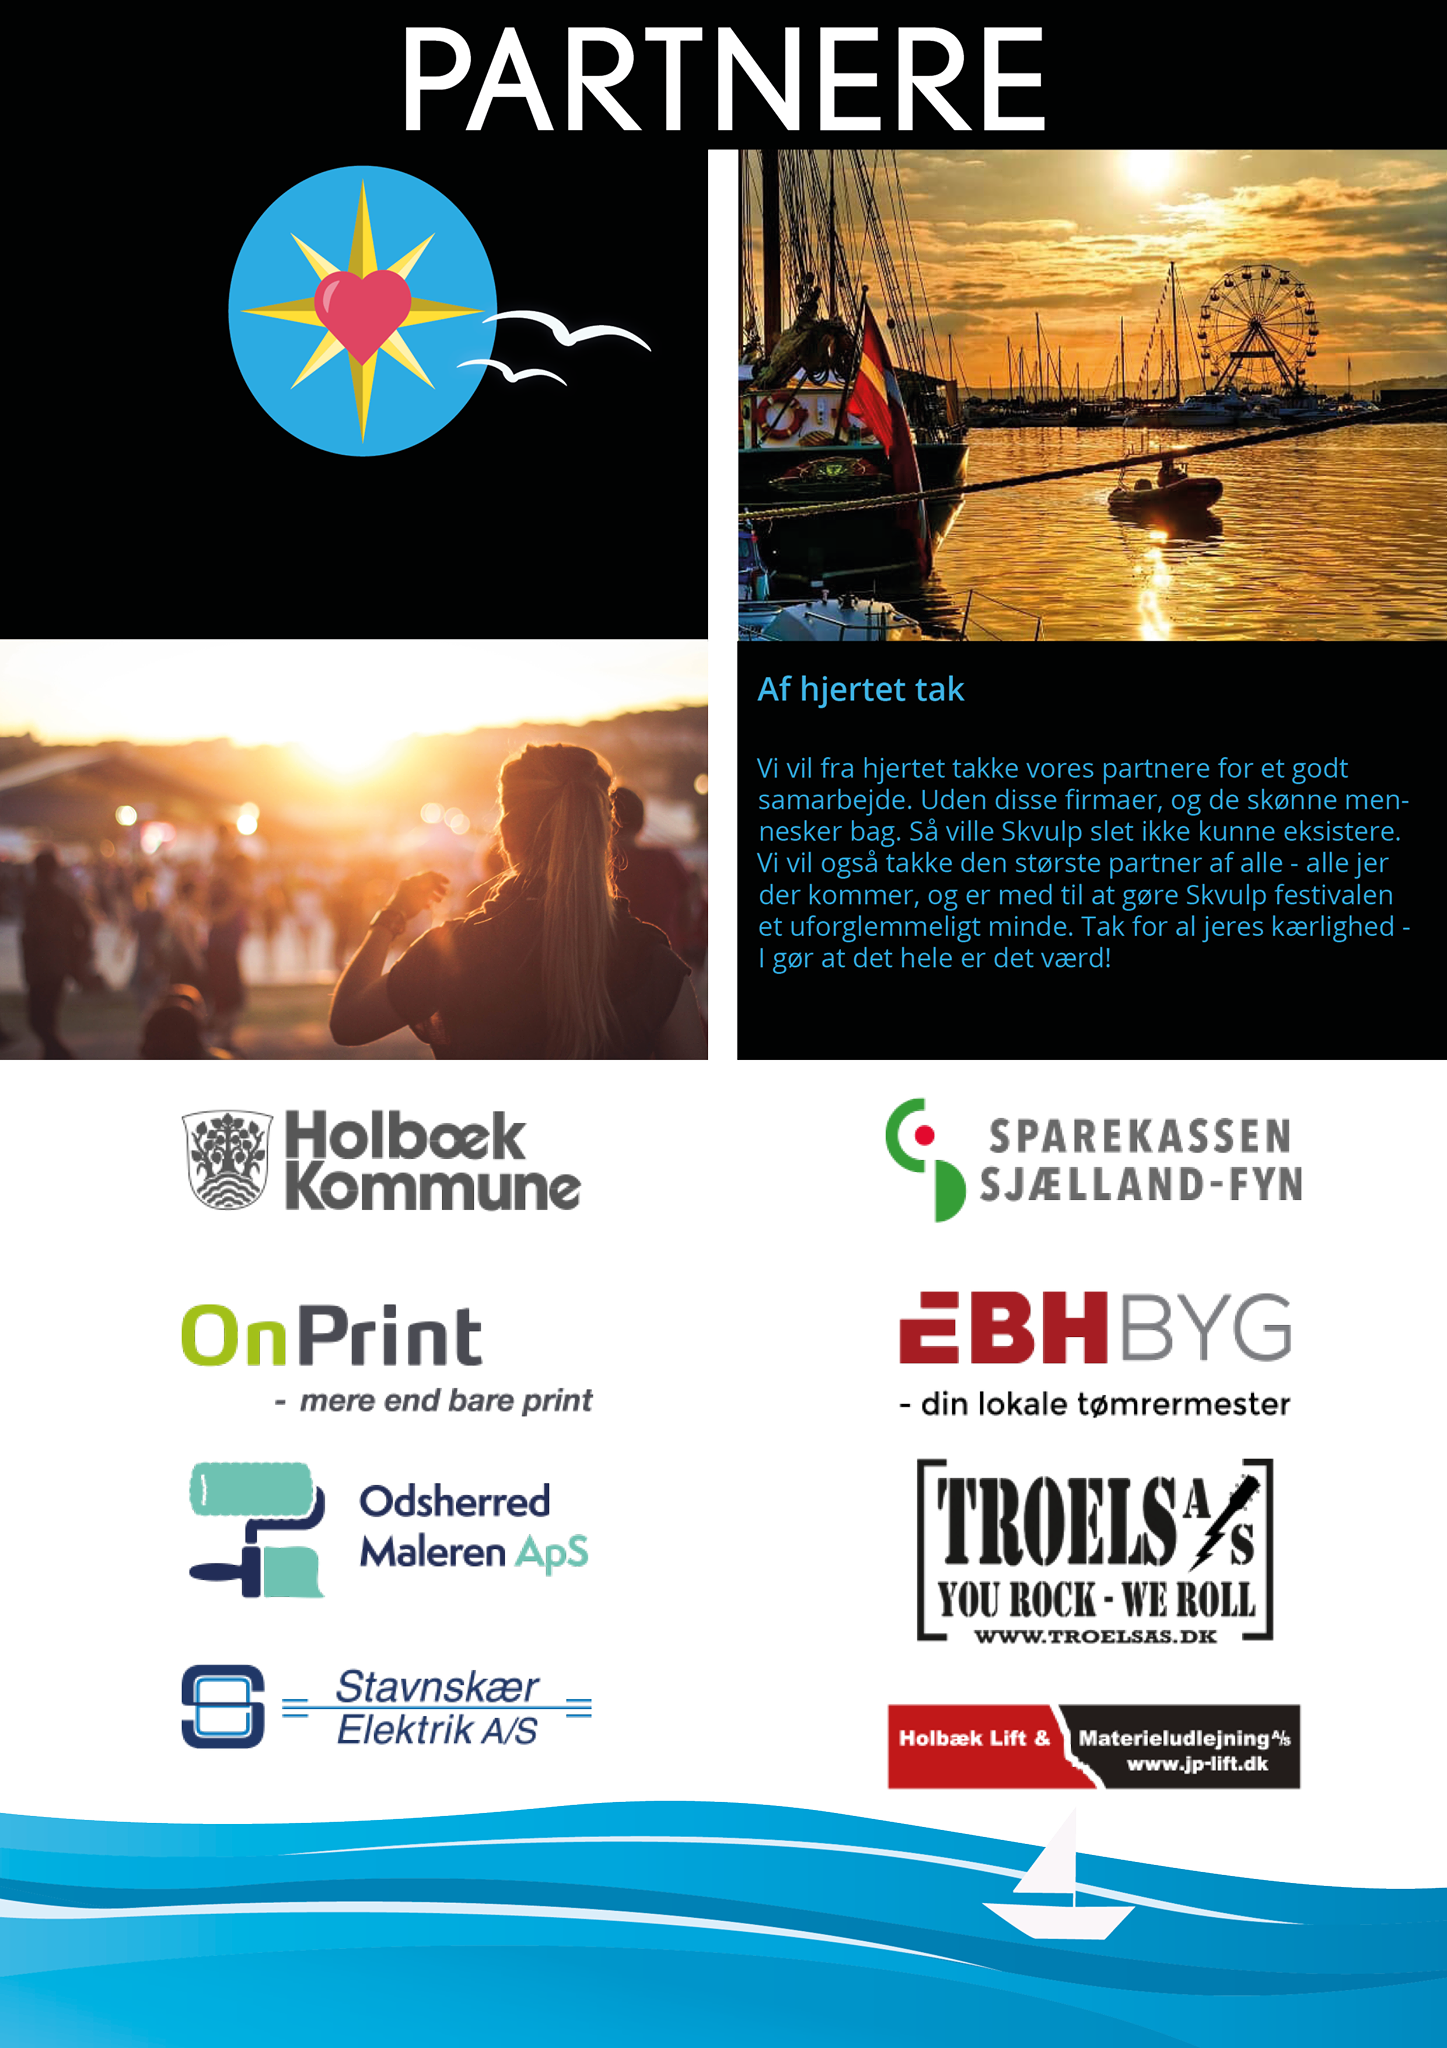 PARTNERE
Af hjertet tak
Vi vil fra hjertet takke vores partnere for et godt
samarbejde. Uden disse firmaer, og de skønne men-
nesker bag. Så ville Skvulp slet ikke kunne eksistere.
Vi vil også takke den største partner af alle - alle jer
der kommer, og er med til at gøre Skvulp festivalen
et uforglemmeligt minde. Tak for al jeres kærlighed -
I gør at det hele er det værd!
Holbæk
Kommune
SPAREKASSEN
SJÆLLAND-FYN
OnPrint
- mere end bare print
EBHBYG
- din lokale tømrermester
Odsherred
Maleren ApS
TROELS A/S
YOU ROCK - WE ROLL
WWW.TROELSAS.DK
Stavnskær
Elektrik A/S
Holbæk Lift & Materieludlejning A/S
www.jp-lift.dk